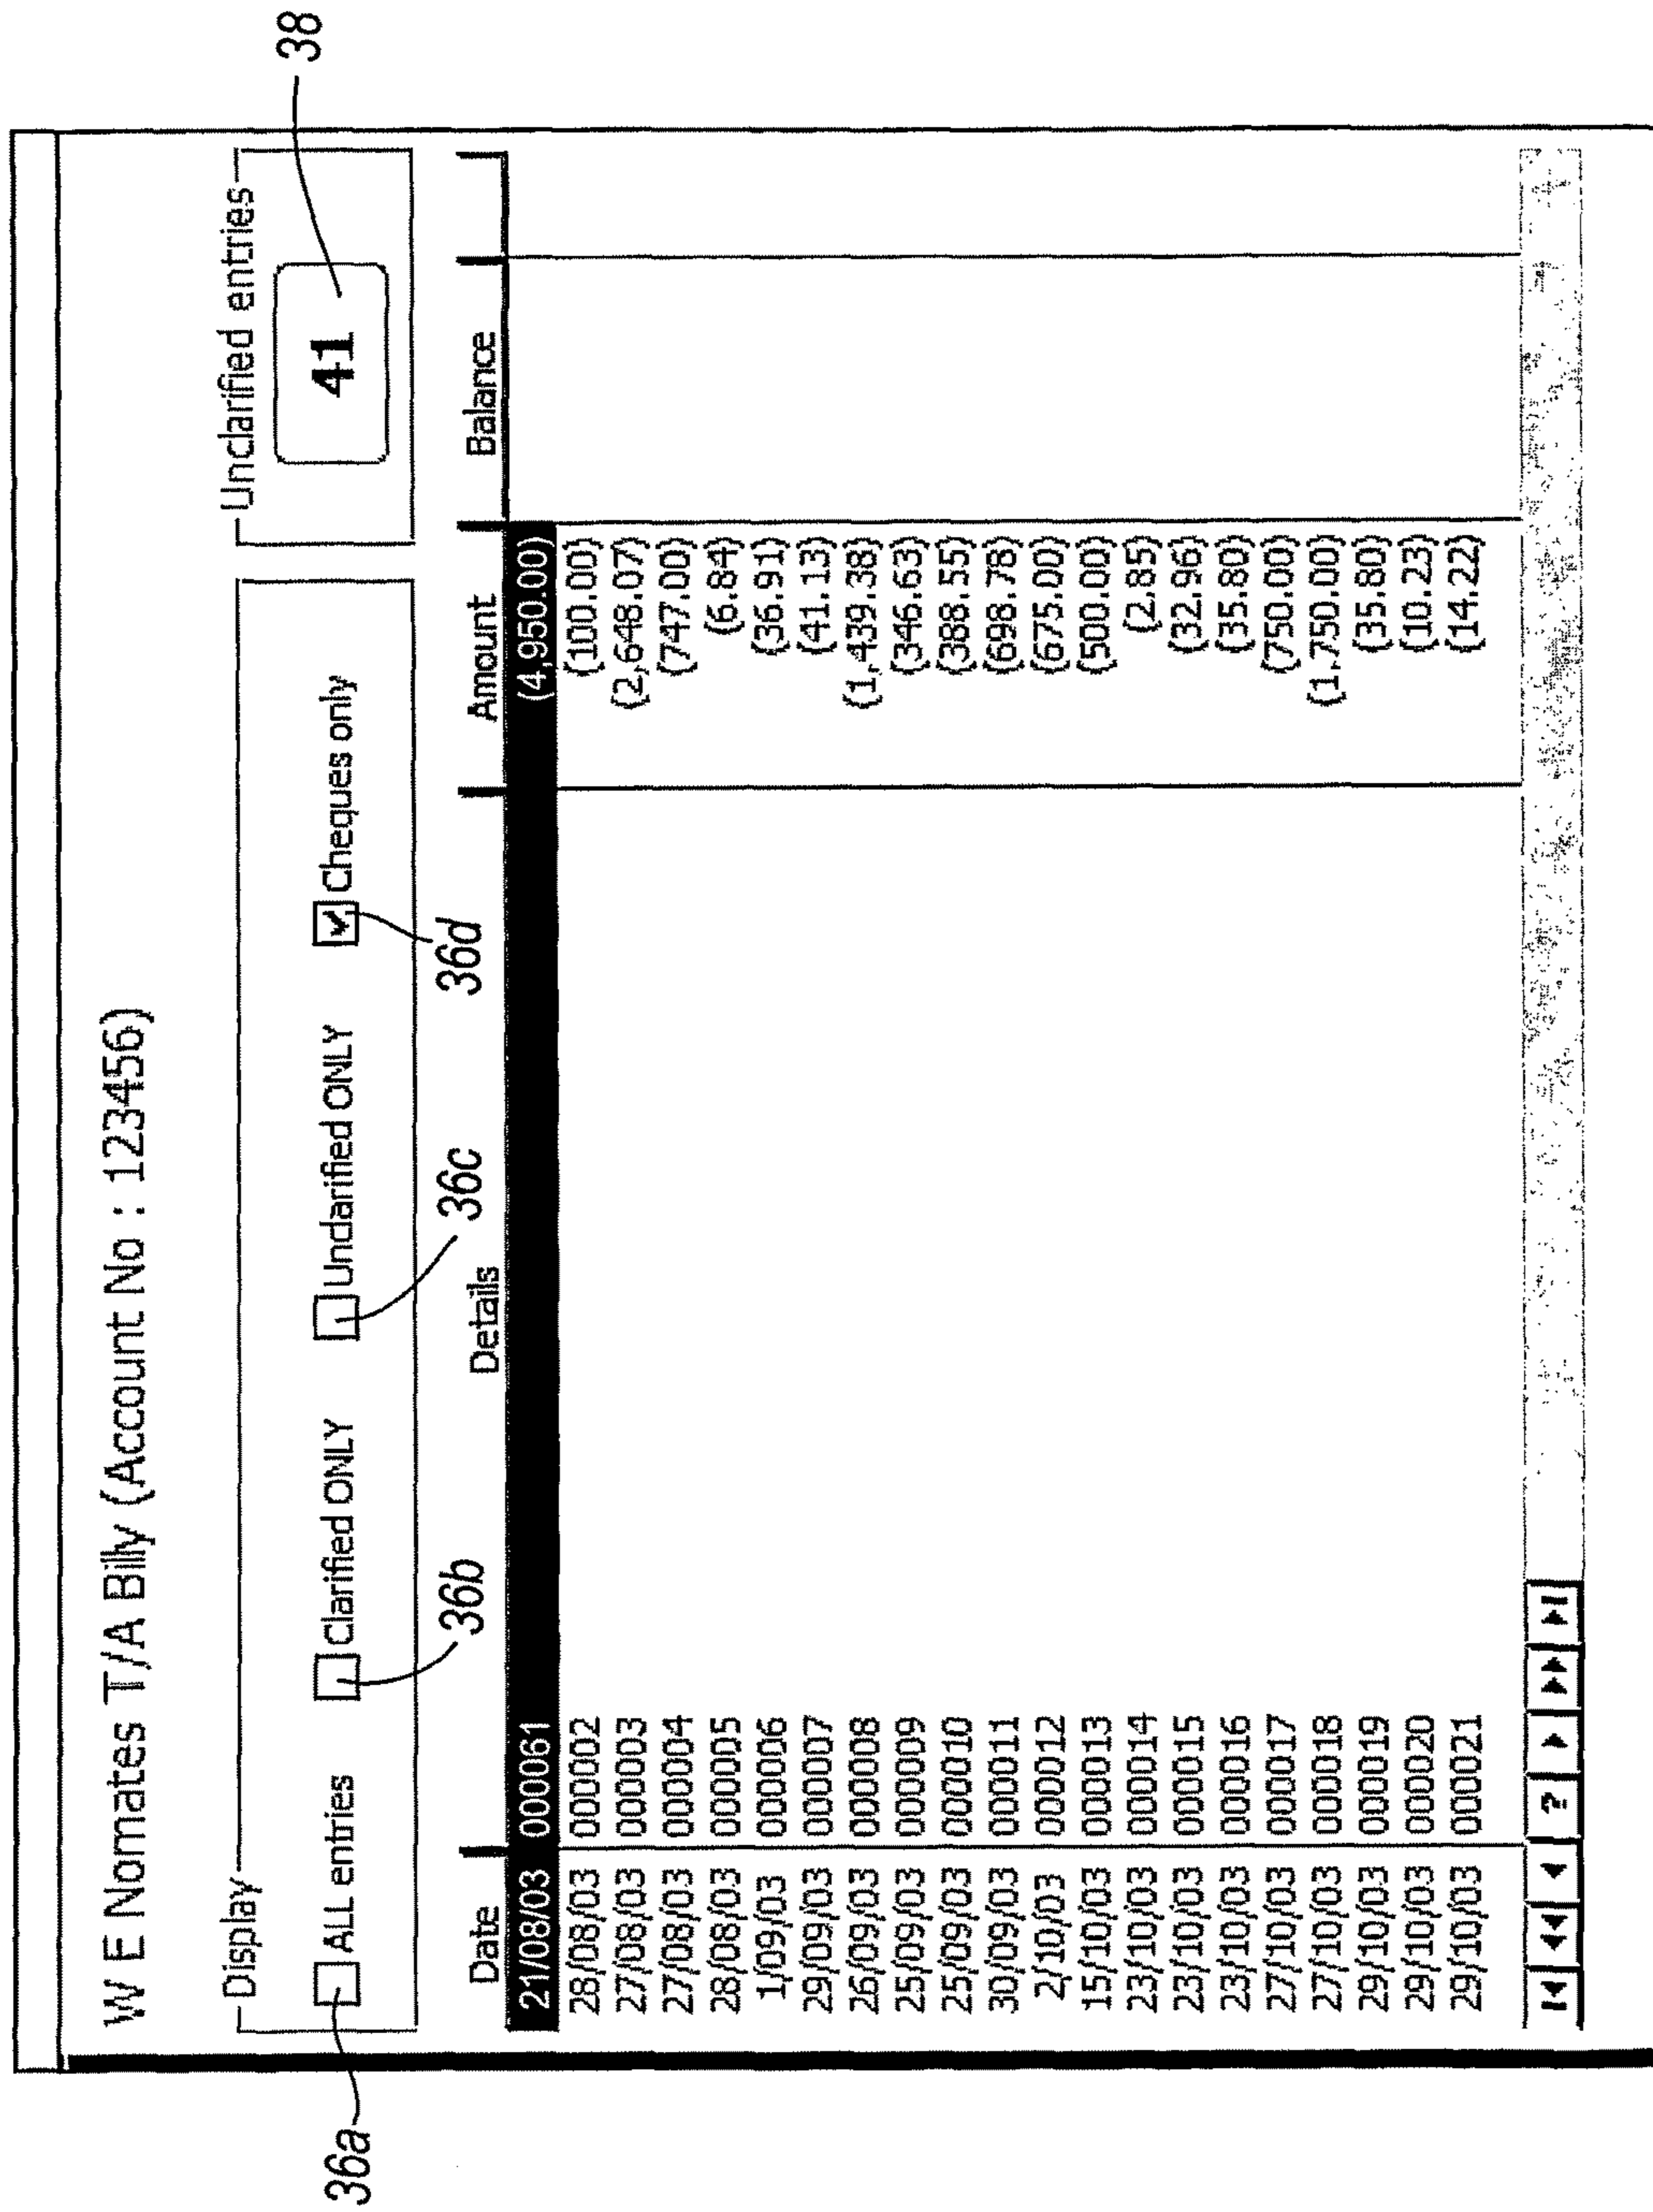 W E Nomates T/A Billy (Account No : 123456)
Display
Unclarified entries
ALL entries Clarified ONLY Unclarified ONLY Cheques only
41
38
36a
36b
36c
36d
Date Details Amount Balance
21/08/03 000061 (4,950.00)
28/08/03 000002 (100.00)
27/08/03 000003 (2,648.07)
27/08/03 000004 (747.00)
28/08/03 000005 (6.84)
1/09/03 000006 (36.91)
29/09/03 000007 (41.13)
26/09/03 000008 (1,439.38)
25/09/03 000009 (346.63)
25/09/03 000010 (388.55)
30/09/03 000011 (698.78)
2/10/03 000012 (675.00)
15/10/03 000013 (500.00)
23/10/03 000014 (2.85)
23/10/03 000015 (32.96)
23/10/03 000016 (35.80)
27/10/03 000017 (750.00)
27/10/03 000018 (1,750.00)
29/10/03 000019 (35.80)
29/10/03 000020 (10.23)
29/10/03 000021 (14.22)
?